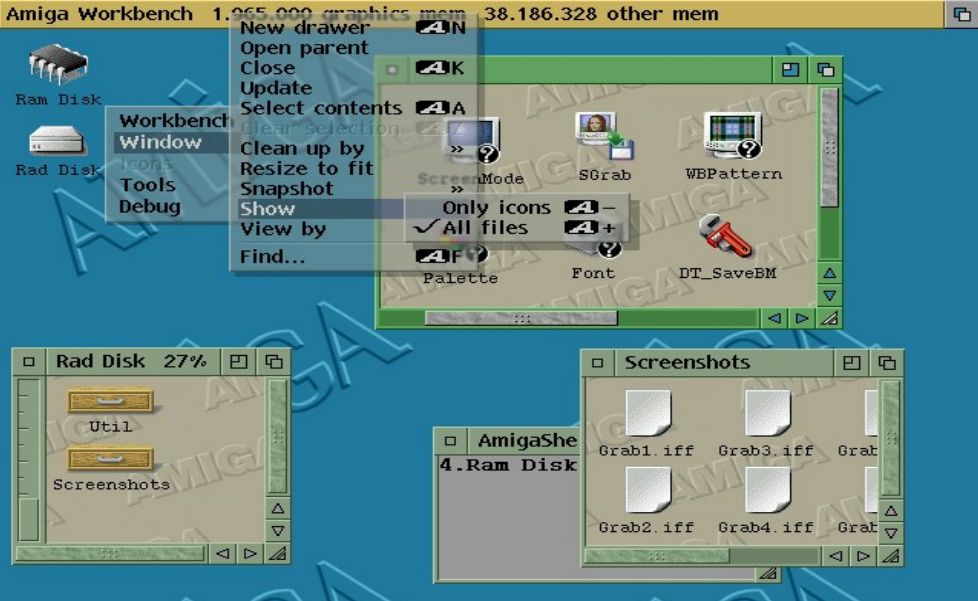 Amiga Workbench 1.965.000 graphics mem 38.186.328 other mem
Ram Disk
Rad Disk
Workbench
Window
Icons
Tools
Debug
New drawer A N
Open parent
Close A K
Update
Select contents A A
Clear selection A Z
Clean up by »
Resize to fit
Snapshot »
Show
View by
Find... A F
Only icons A -
✓ All files A +
ScreenMode
SGrab
WBPattern
Palette
Font
DT_SaveBM
Rad Disk 27%
Util
Screenshots
AmigaShe
4.Ram Disk
Screenshots
Grab1.iff
Grab3.iff
Grab2.iff
Grab4.iff
AMIGA